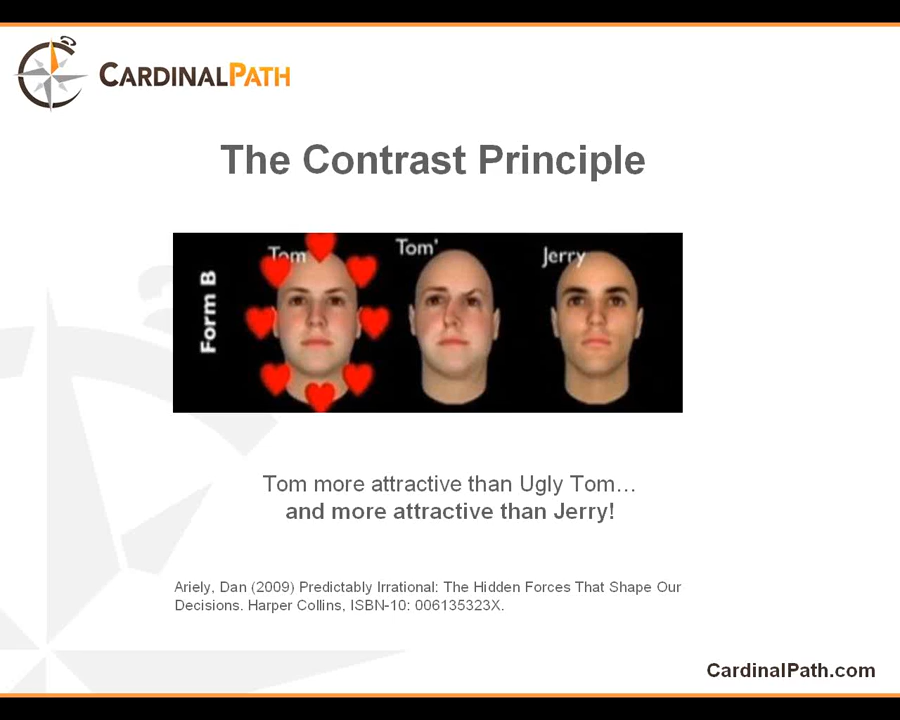 CARDINALPATH
The Contrast Principle
Form B
Tom
Tom'
Jerry
Tom more attractive than Ugly Tom…
and more attractive than Jerry!
Ariely, Dan (2009) Predictably Irrational: The Hidden Forces That Shape Our
Decisions. Harper Collins, ISBN-10: 006135323X.
CardinalPath.com